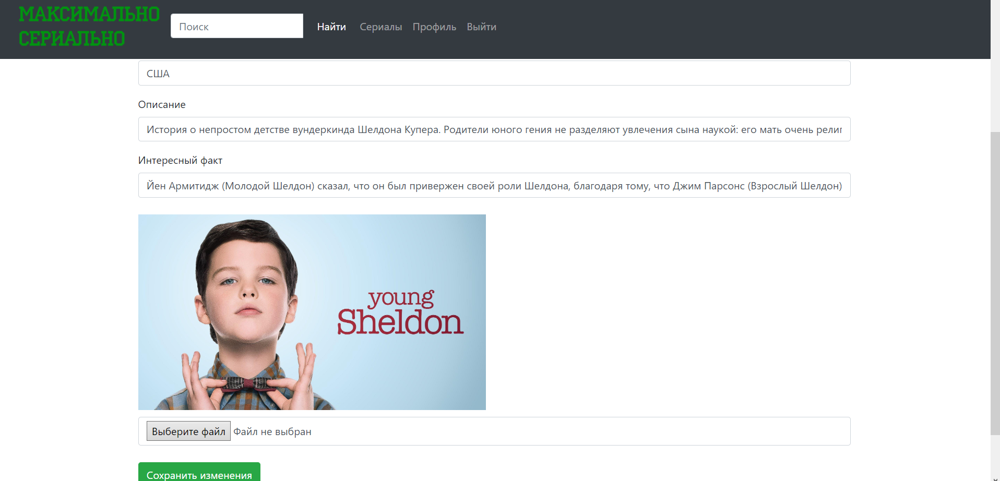 МАКСИМАЛЬНО
СЕРИАЛЬНО
Поиск
Найти
Сериалы
Профиль
Выйти
США
Описание
История о непростом детстве вундеркинда Шелдона Купера. Родители юного гения не разделяют увлечения сына наукой: его мать очень
Интересный факт
Йен Армитидж (Молодой Шелдон) сказал, что он был привержен своей роли Шелдона, благодаря тому, что Джим Парсонс (Взрослый Шелдон)
young
Sheldon
Выберите файл Файл не выбран
Сохранить изменения